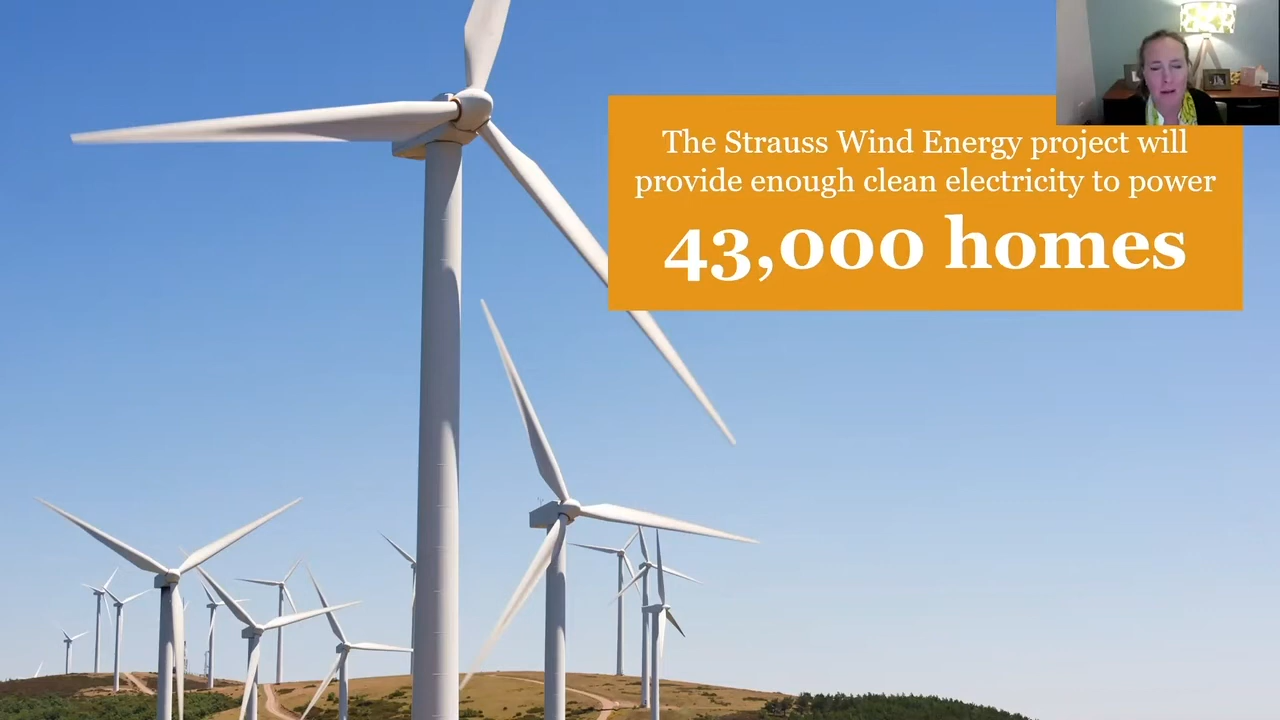 The Strauss Wind Energy project will
provide enough clean electricity to power
43,000 homes